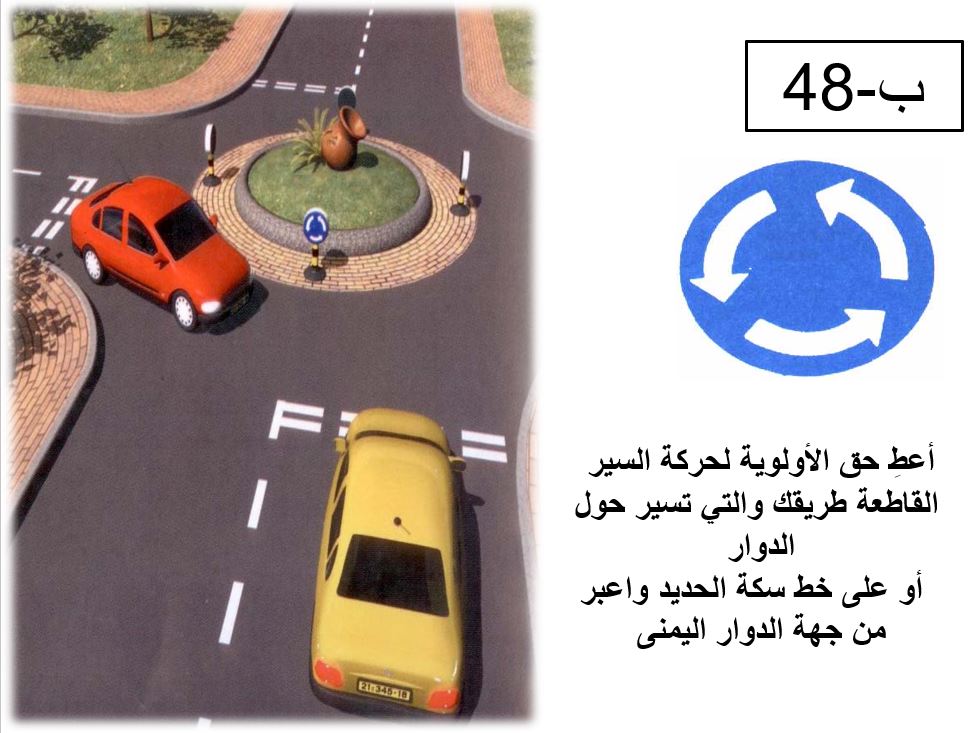 ب-48
أعطِ حق الأولوية لحركة السير
القاطعة طريقك والتي تسير حول
الدوار
أو على خط سكة الحديد واعبر
من جهة الدوار اليمنى
21-345-18